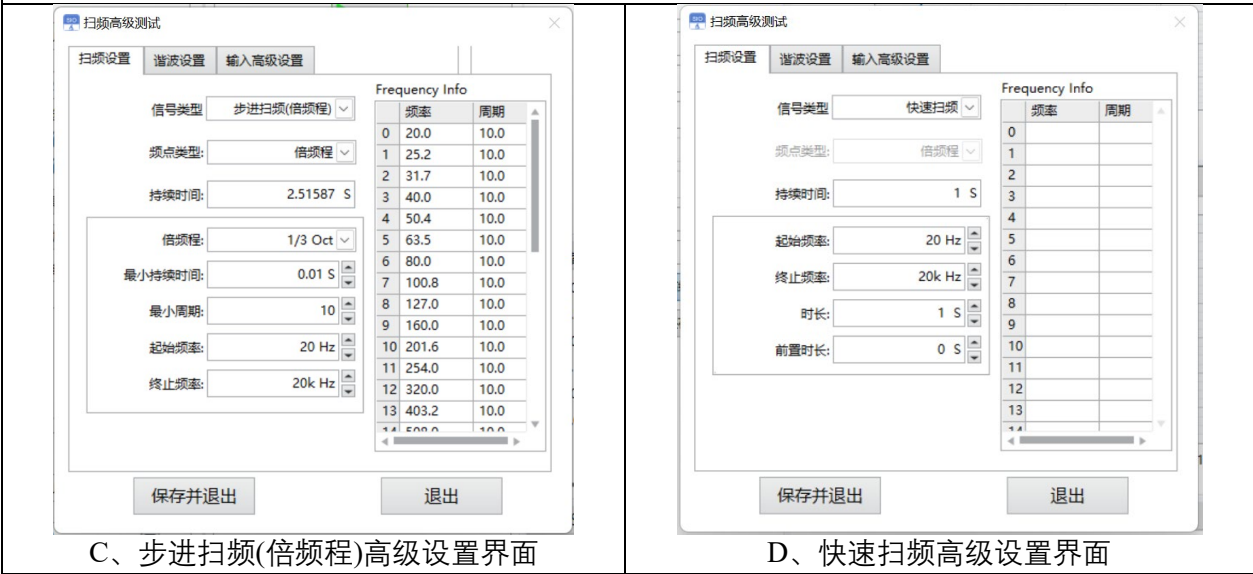 扫频高级测试
扫频设置 谐波设置 输入高级设置
信号类型 步进扫频(倍频程)
频点类型: 倍频程
持续时间: 2.51587 S
倍频程: 1/3 Oct
最小持续时间: 0.01 S
最小周期: 10
起始频率: 20 Hz
终止频率: 20k Hz
Frequency Info
频率 周期
0 20.0 10.0
1 25.2 10.0
2 31.7 10.0
3 40.0 10.0
4 50.4 10.0
5 63.5 10.0
6 80.0 10.0
7 100.8 10.0
8 127.0 10.0
9 160.0 10.0
10 201.6 10.0
11 254.0 10.0
12 320.0 10.0
13 403.2 10.0
14 508.0 10.0
保存并退出 退出
C、步进扫频(倍频程)高级设置界面
扫频高级测试
扫频设置 谐波设置 输入高级设置
信号类型 快速扫频
频点类型: 倍频程
持续时间: 1 S
起始频率: 20 Hz
终止频率: 20k Hz
时长: 1 S
前置时长: 0 S
Frequency Info
频率 周期
0
1
2
3
4
5
6
7
8
9
10
11
12
13
14
保存并退出 退出
D、快速扫频高级设置界面